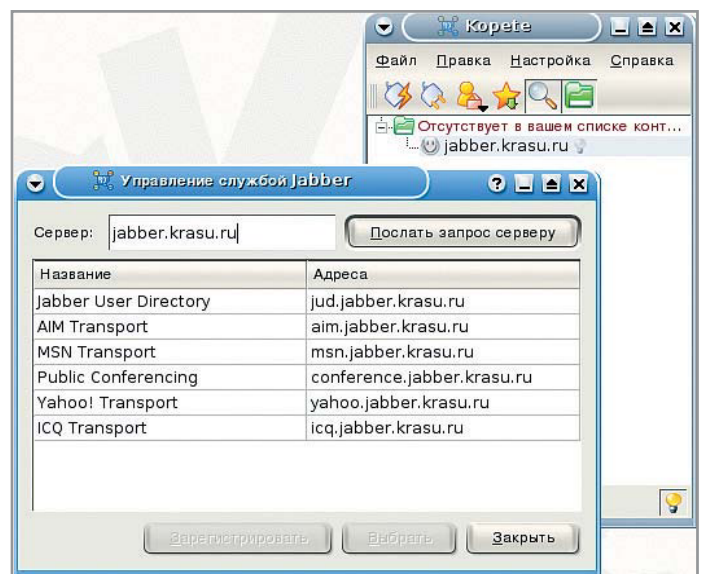 Kopete
Файл Правка Настройка Справка
Отсутствует в вашем списке конт...
jabber.krasu.ru
Управление службой Jabber
Сервер: jabber.krasu.ru Послать запрос серверу
Название Адреса
Jabber User Directory jud.jabber.krasu.ru
AIM Transport aim.jabber.krasu.ru
MSN Transport msn.jabber.krasu.ru
Public Conferencing conference.jabber.krasu.ru
Yahoo! Transport yahoo.jabber.krasu.ru
ICQ Transport icq.jabber.krasu.ru
Зарегистрировать Выбрать Закрыть